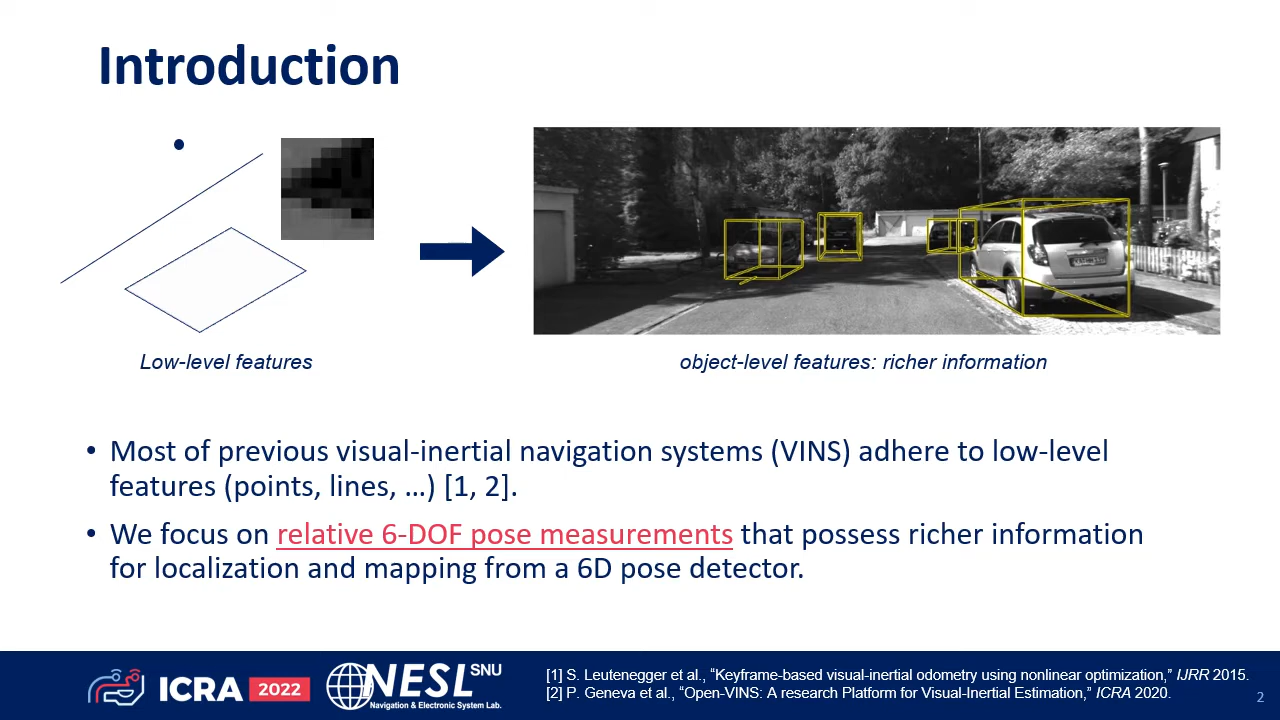 Introduction
Low-level features
object-level features: richer information
• Most of previous visual-inertial navigation systems (VINS) adhere to low-level
features (points, lines, …) [1, 2].
• We focus on relative 6-DOF pose measurements that possess richer information
for localization and mapping from a 6D pose detector.
ICRA 2022
NESL SNU
Navigation & Electronic System Lab.
[1] S. Leutenegger et al., “Keyframe-based visual-inertial odometry using nonlinear optimization,” IJRR 2015.
[2] P. Geneva et al., “Open-VINS: A research Platform for Visual-Inertial Estimation,” ICRA 2020.
2